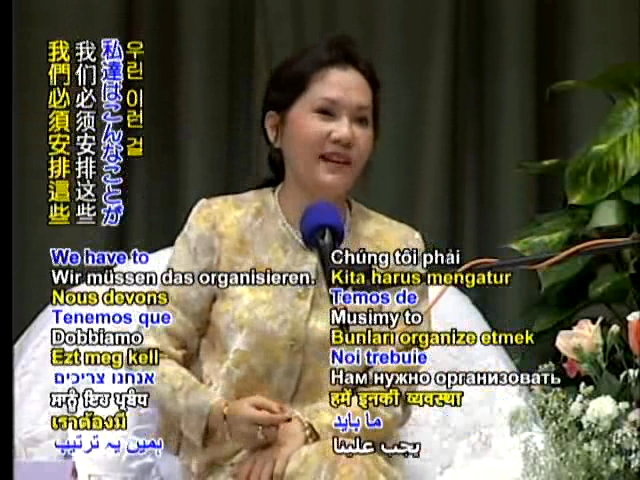 我們必須安排這些
我们必须安排这些
私達はこんなことが
우린 이런 걸
We have to
Wir müssen das organisieren.
Nous devons
Tenemos que
Dobbiamo
Ezt meg kell
אנחנו צריכים
ਸਾਨੂੰ ਇਹ ਪ੍ਰਬੰਧ
เราต้องมี
ہمیں یہ ترتیب
Chúng tôi phải
Kita harus mengatur
Temos de
Musimy to
Bunları organize etmek
Noi trebuie
Нам нужно организовать
हमें इनकी व्यवस्था
ما باید
يجب علينا